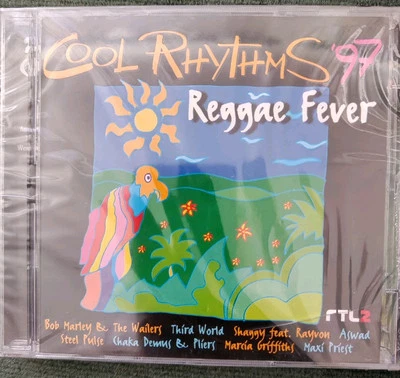 COOL RHYTHMS '97
Reggae Fever
RTL2
Bob Marley & The Wailers Third World Shaggy feat. Rayvon Aswad
Steel Pulse Chaka Demus & Pliers Marcia Griffiths Maxi Priest